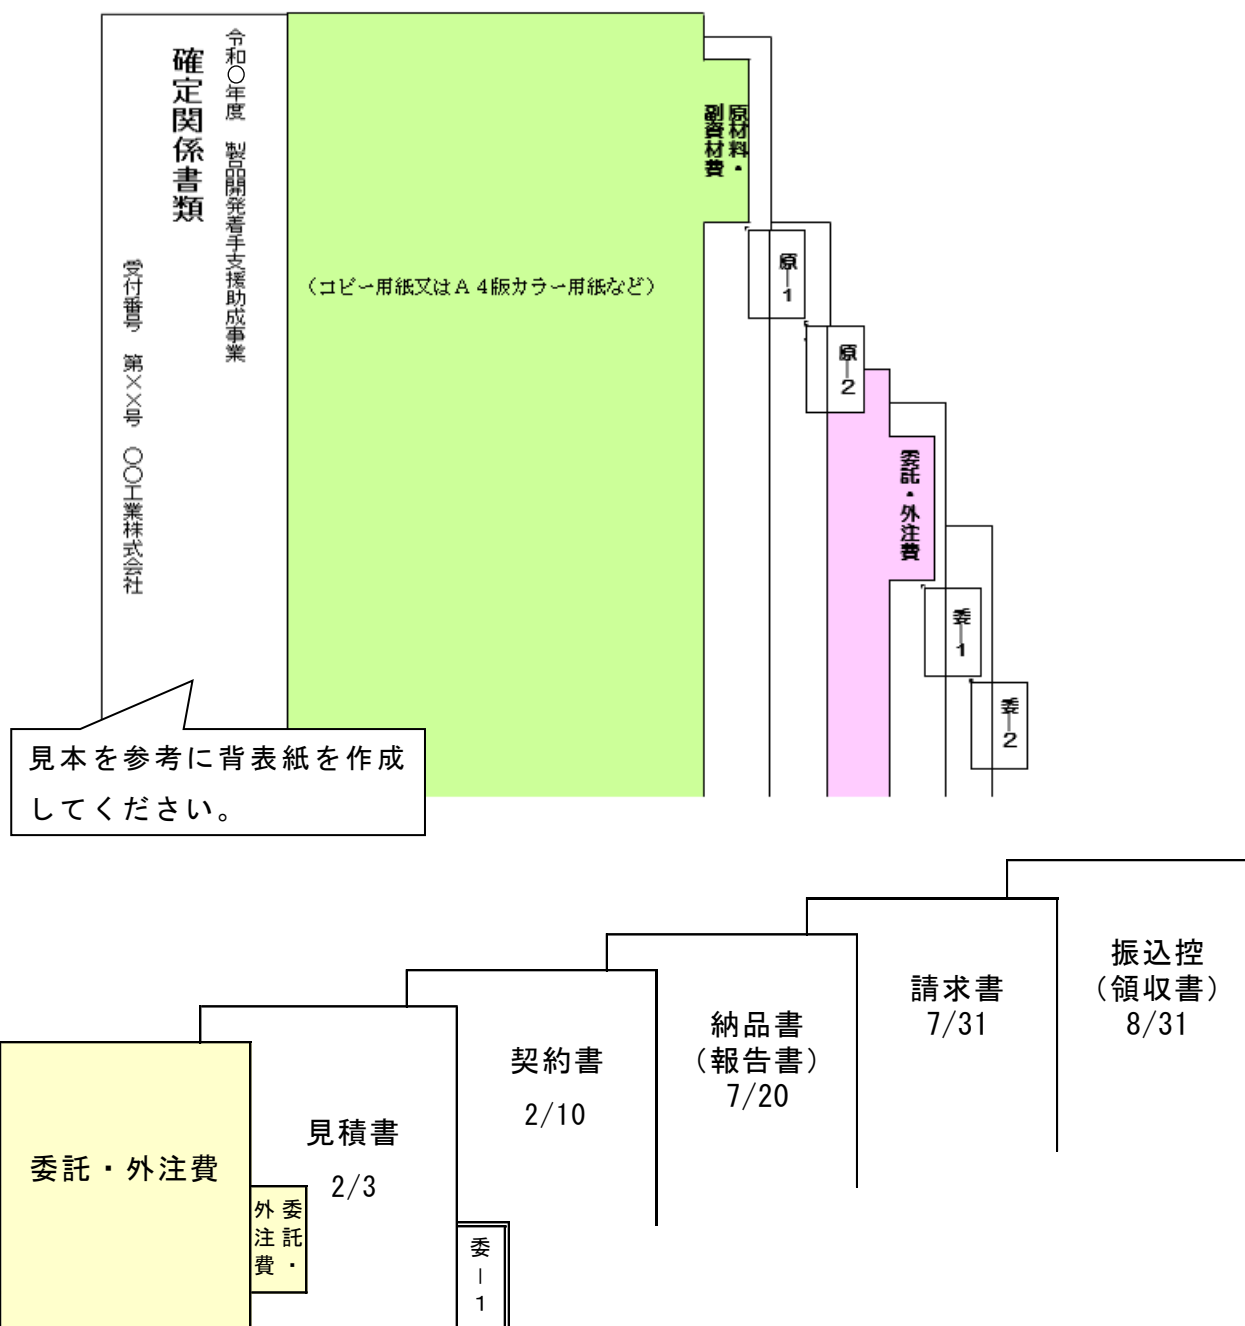 令和〇年度　製品開発着手支援助成事業
確定関係書類
受付番号　第××号　〇〇工業株式会社
（コピー用紙又はＡ４版カラー用紙など）
原材料・
副資材費
原―1
原―2
委託・外注費
委―1
委―2
見本を参考に背表紙を作成
してください。
委託・外注費
委託・
外注費
見積書
2/3
委－1
契約書
2/10
納品書
（報告書）
7/20
請求書
7/31
振込控
（領収書）
8/31